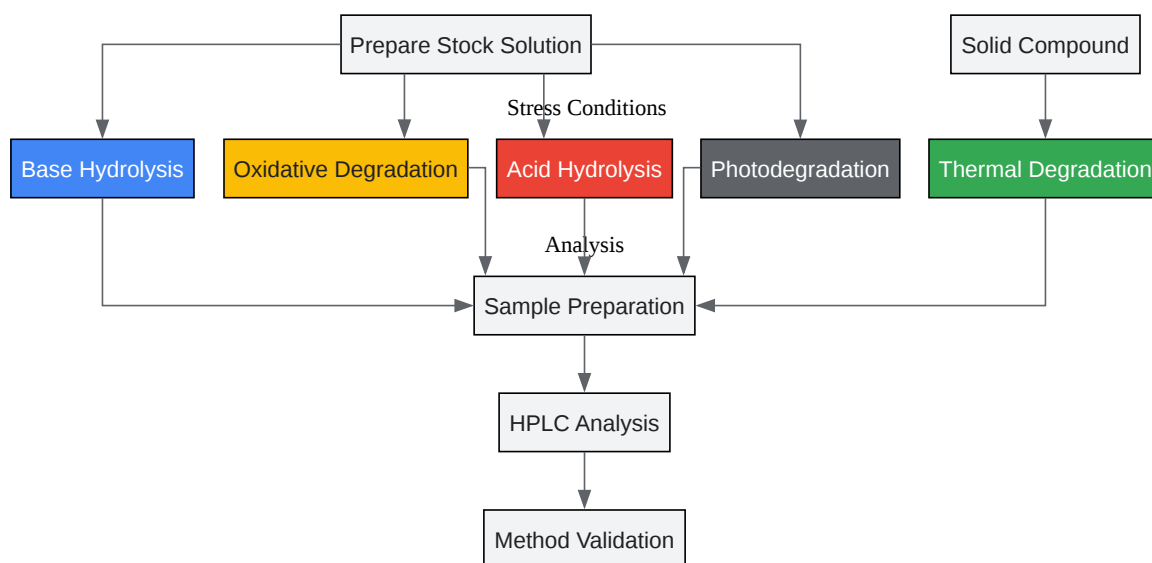 Prepare Stock Solution
Solid Compound
Stress Conditions
Base Hydrolysis
Oxidative Degradation
Acid Hydrolysis
Photodegradation
Thermal Degradation
Analysis
Sample Preparation
HPLC Analysis
Method Validation